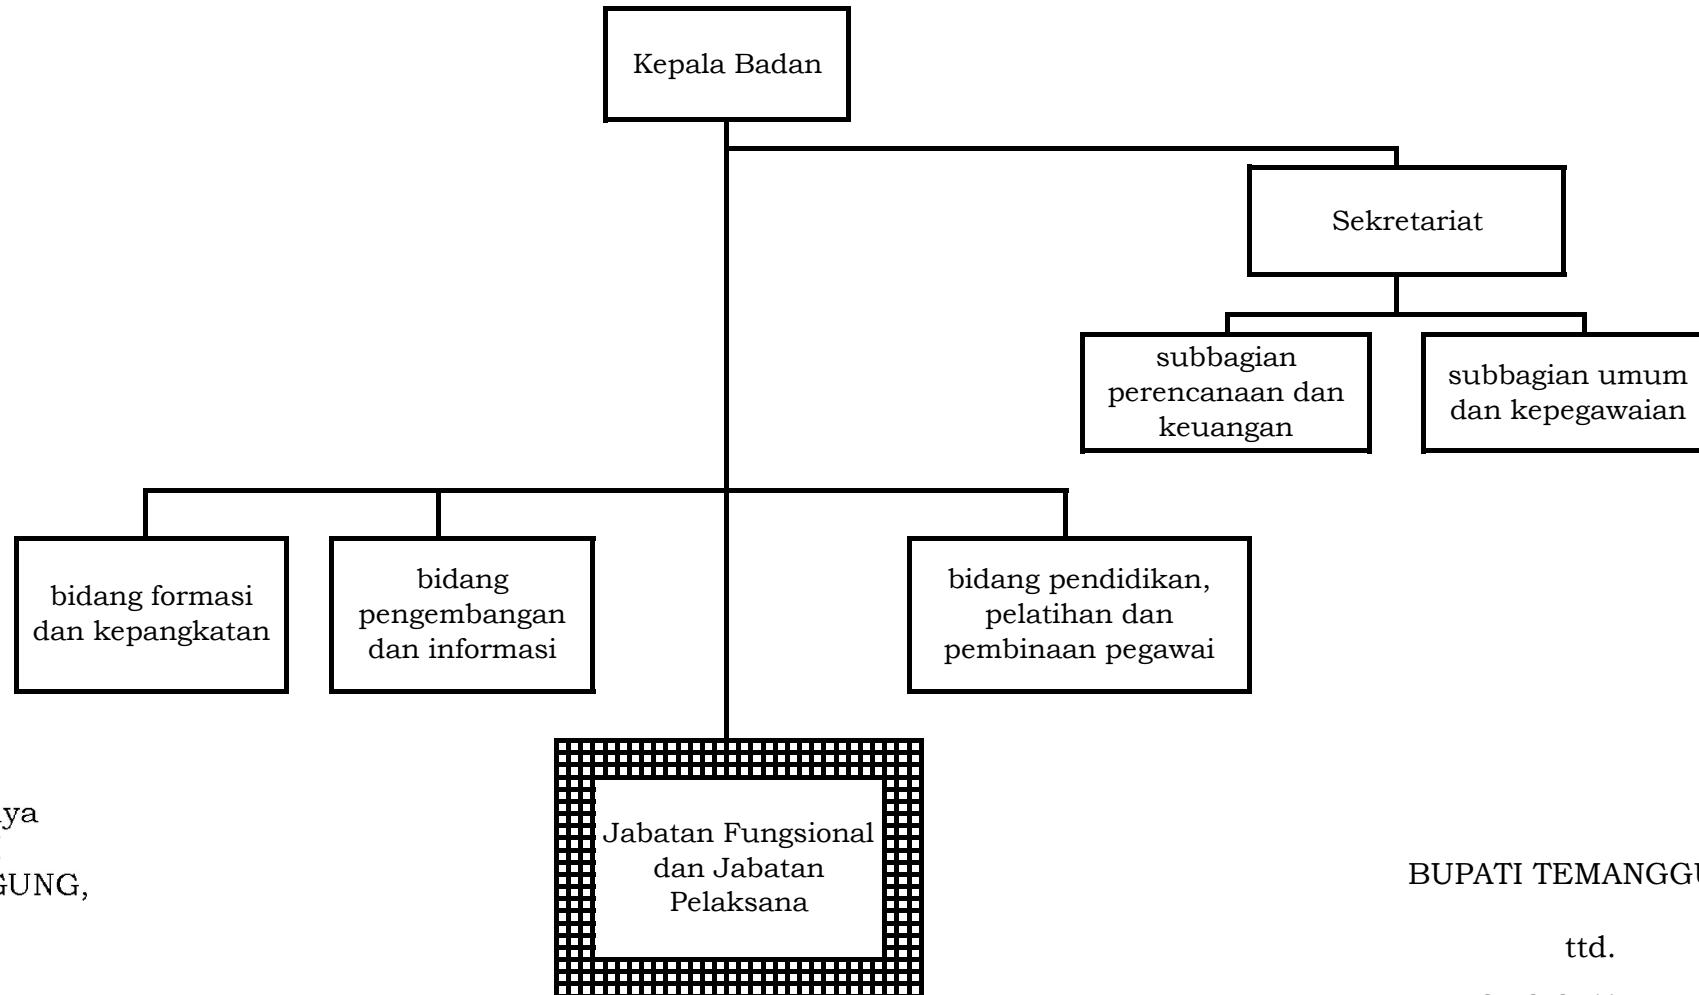 Kepala Badan
Sekretariat
subbagian
perencanaan dan
keuangan
subbagian umum
dan kepegawaian
bidang formasi
dan kepangkatan
bidang
pengembangan
dan informasi
bidang pendidikan,
pelatihan dan
pembinaan pegawai
Jabatan Fungsional
dan Jabatan
Pelaksana
ya
GUNG,
BUPATI TEMANGGU
ttd.